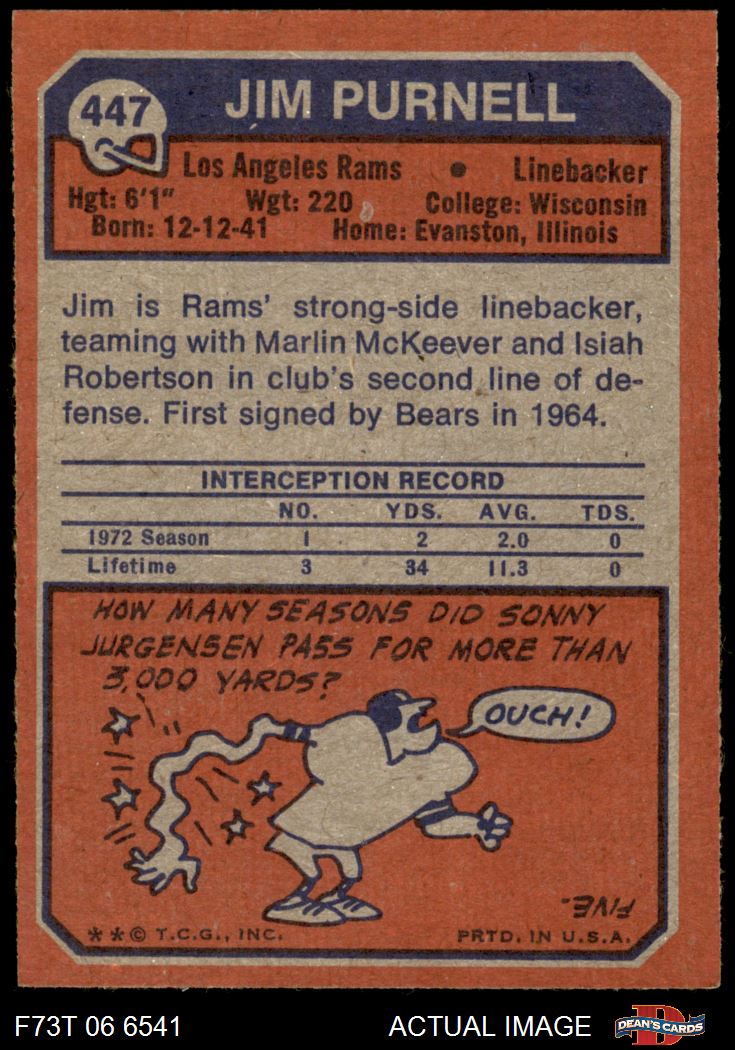 447
JIM PURNELL
Los Angeles Rams • Linebacker
Hgt: 6'1" Wgt: 220 College: Wisconsin
Born: 12-12-41 Home: Evanston, Illinois
Jim is Rams' strong-side linebacker,
teaming with Marlin McKeever and Isiah
Robertson in club's second line of de-
fense. First signed by Bears in 1964.
INTERCEPTION RECORD
NO. YDS. AVG. TDS.
1972 Season 1 2 2.0 0
Lifetime 3 34 11.3 0
HOW MANY SEASONS DID SONNY
JURGENSEN PASS FOR MORE THAN
3,000 YARDS?
OUCH!
FIVE.
**© T.C.G., INC. PRTD. IN U.S.A.
F73T 06 6541 ACTUAL IMAGE
D
DEAN'S CARDS